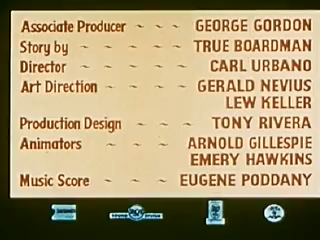 Associate Producer ~ ~ GEORGE GORDON
Story by ~ ~ ~ ~ ~ TRUE BOARDMAN
Director ~ ~ ~ ~ ~ CARL URBANO
Art Direction ~ ~ ~ GERALD NEVIUS
LEW KELLER
Production Design ~ ~ ~ TONY RIVERA
Animators ~ ~ ~ ARNOLD GILLESPIE
EMERY HAWKINS
Music Score ~ ~ ~ EUGENE PODDANY